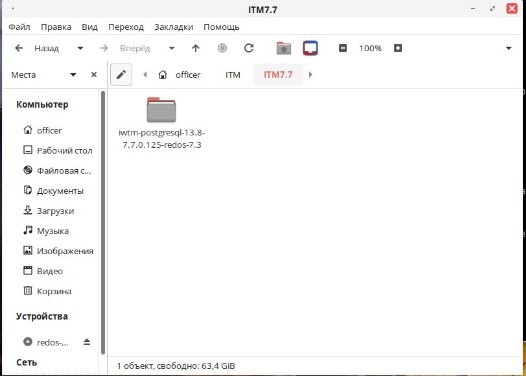 ITM7.7
Файл Правка Вид Переход Закладки Помощь
Назад Вперёд 100%
Места officer ITM ITM7.7
Компьютер
officer
Рабочий стол
Файловая с...
Документы
Загрузки
Музыка
Изображения
Видео
Корзина
Устройства
redos-...
Сеть
iwtm-postgresql-13.8-
7.7.0.125-redos-7.3
1 объект, свободно: 63,4 GiB